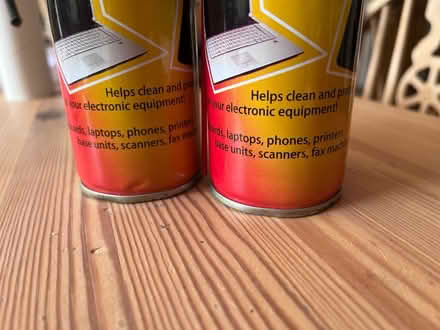 Helps clean and
your electronic equipment!
laptops, phones, printers
base units, scanners, fax
Helps clean and
your electronic equipment!
laptops, phones, printers
base units, scanners, fax